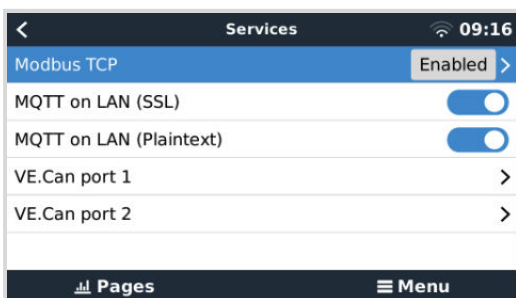 Services 09:16
Modbus TCP Enabled
MQTT on LAN (SSL)
MQTT on LAN (Plaintext)
VE.Can port 1
VE.Can port 2
Pages Menu